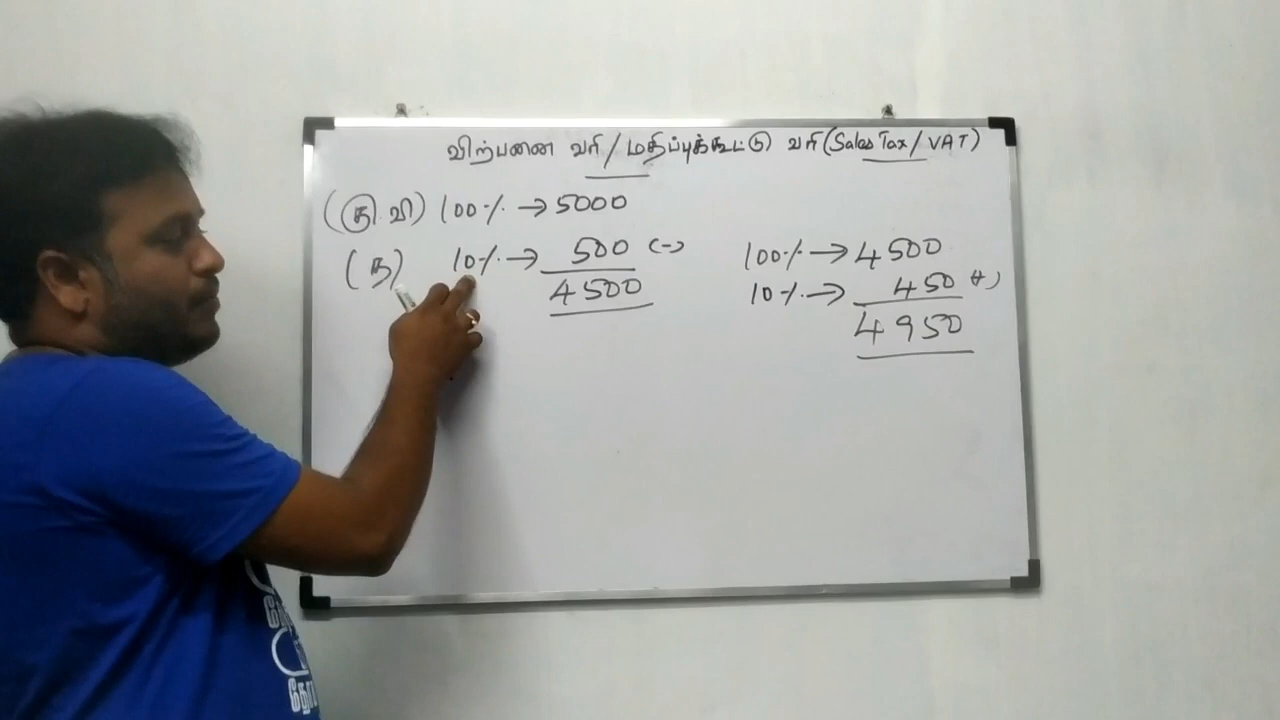 விற்பனை வரி / மதிப்புக்கூட்டு வரி (Sales Tax / VAT)
(கு.வி) 100% → 5000
(த) 10% → 500 (-)
4500
100% → 4500
10% → 450 (+)
4950